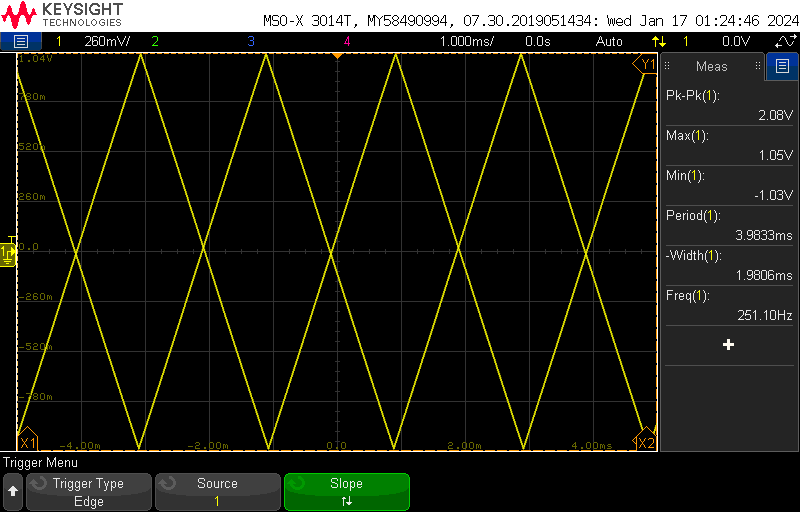 KEYSIGHT
TECHNOLOGIES
MSO-X 3014T, MY58490994, 07.30.2019051434: Wed Jan 17 01:24:46 2024
1 260mV/ 2 3 4 1.000ms/ 0.0s Auto 1 0.0V
1.04V
780m
520m
260m
0.0
-260m
-520m
-780m
-4.00m -2.00m 0.0 2.00m 4.00ms
Y1
T
1
X1
X2
Meas
Pk-Pk(1):
2.08V
Max(1):
1.05V
Min(1):
-1.03V
Period(1):
3.9833ms
-Width(1):
1.9806ms
Freq(1):
251.10Hz
Trigger Menu
Trigger Type
Edge
Source
1
Slope